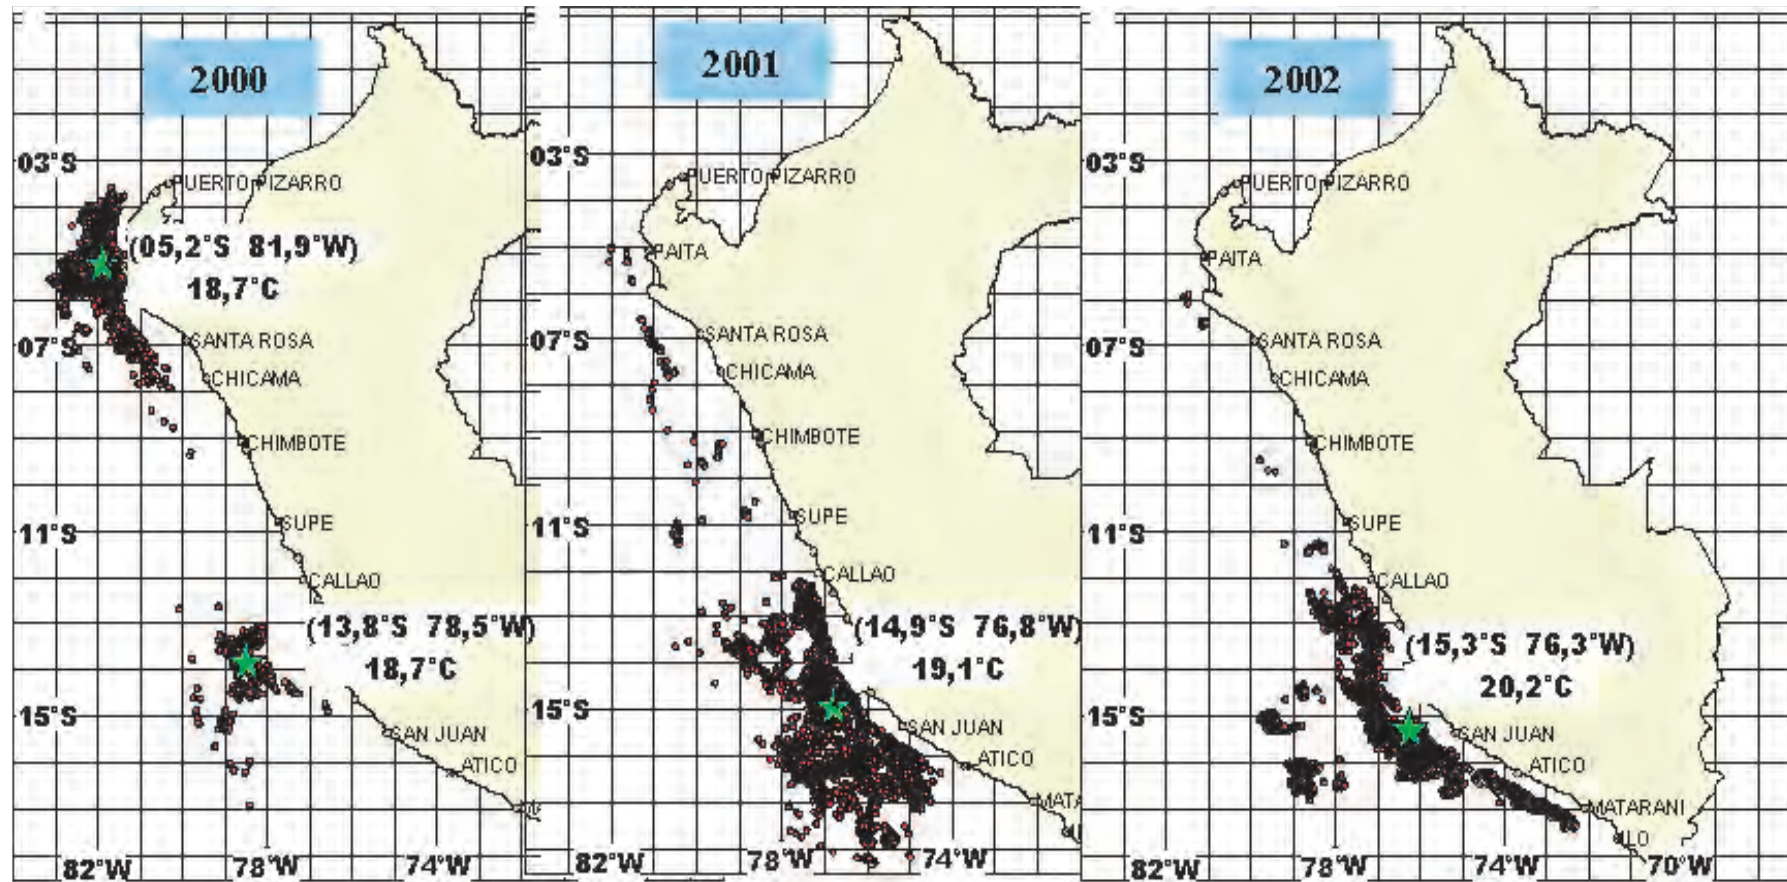 2000
03°S
PUERTO PIZARRO
(05,2°S 81,9°W)
18,7°C
SANTA ROSA
07°S
CHICAMA
CHIMBOTE
SUPE
11°S
CALLAO
(13,8°S 78,5°W)
18,7°C
15°S
SAN JUAN
ATICO
82°W 78°W 74°W
2001
03°S
PUERTO PIZARRO
PAITA
SANTA ROSA
07°S
CHICAMA
CHIMBOTE
SUPE
11°S
CALLAO
(14,9°S 76,8°W)
19,1°C
15°S
SAN JUAN
ATICO
MATA
82°W 78°W 74°W
2002
03°S
PUERTO PIZARRO
PAITA
SANTA ROSA
07°S
CHICAMA
CHIMBOTE
SUPE
11°S
CALLAO
(15,3°S 76,3°W)
20,2°C
15°S
SAN JUAN
ATICO
MATARANI
ILO
82°W 78°W 74°W 70°W